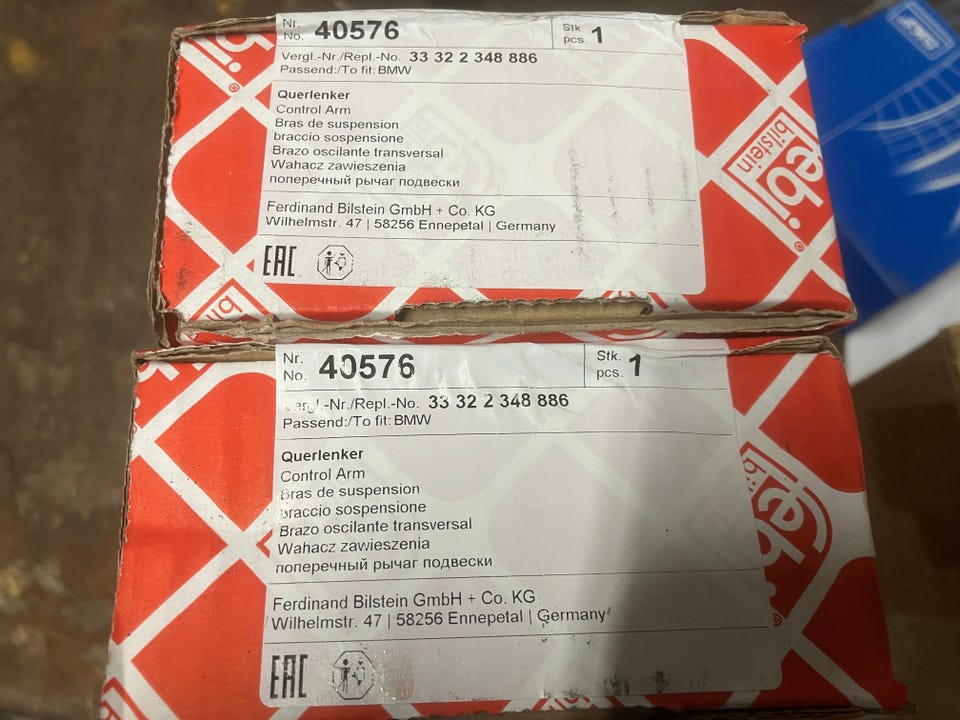 Nr. No. 40576 Stk. pcs. 1
Vergl.-Nr./Repl.-No. 33 32 2 348 886
Passend:/To fit: BMW
Querlenker
Control Arm
Bras de suspension
braccio sospensione
Brazo oscilante transversal
Wahacz zawieszenia
поперечный рычаг подвески
Ferdinand Bilstein GmbH + Co. KG
Wilhelmstr. 47 | 58256 Ennepetal | Germany
EAC
febi
bilstein
SKF
Nr. No. 40576 Stk. pcs. 1
Vergl.-Nr./Repl.-No. 33 32 2 348 886
Passend:/To fit: BMW
Querlenker
Control Arm
Bras de suspension
braccio sospensione
Brazo oscilante transversal
Wahacz zawieszenia
поперечный рычаг подвески
Ferdinand Bilstein GmbH + Co. KG
Wilhelmstr. 47 | 58256 Ennepetal | Germany
EAC